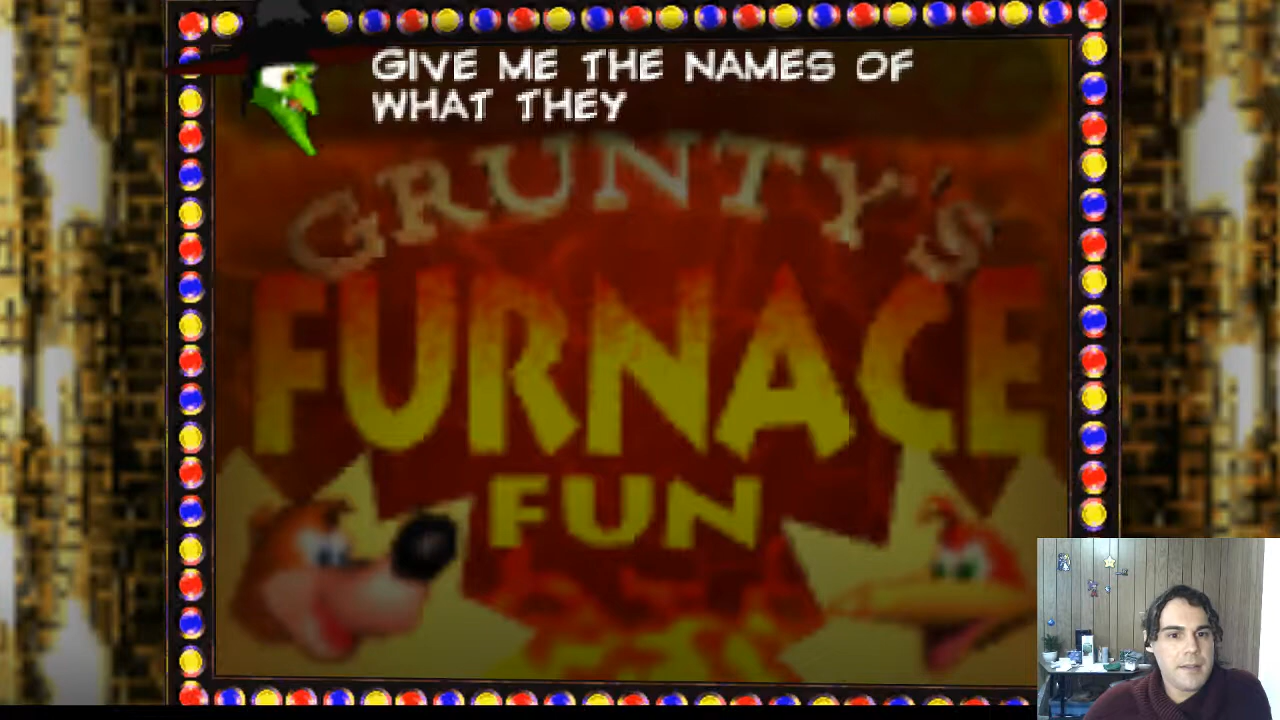 GIVE ME THE NAMES OF
WHAT THEY
GRUNTY'S
FURNACE
FUN